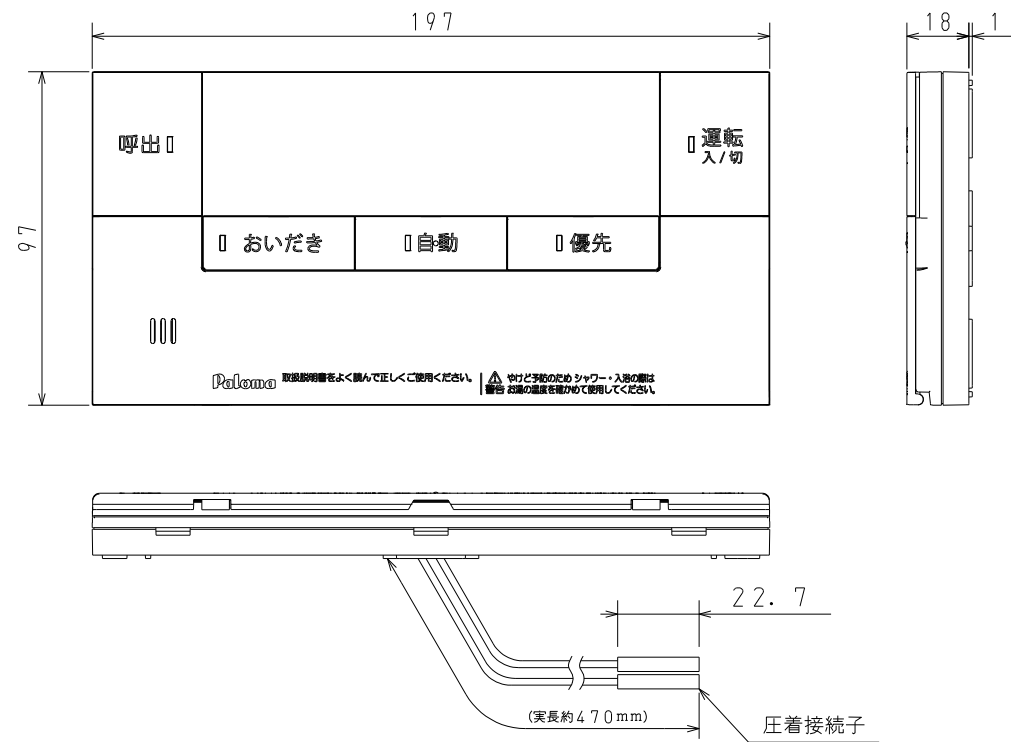 197
18
1
97
呼出
運転
入/切
おいだき
自動
優先
Paloma
取扱説明書をよく読んで正しくご使用ください。
警告
やけど予防のため シャワー・入浴の際は
お湯の温度を確かめて使用してください。
22.7
(実長約470mm)
圧着接続子